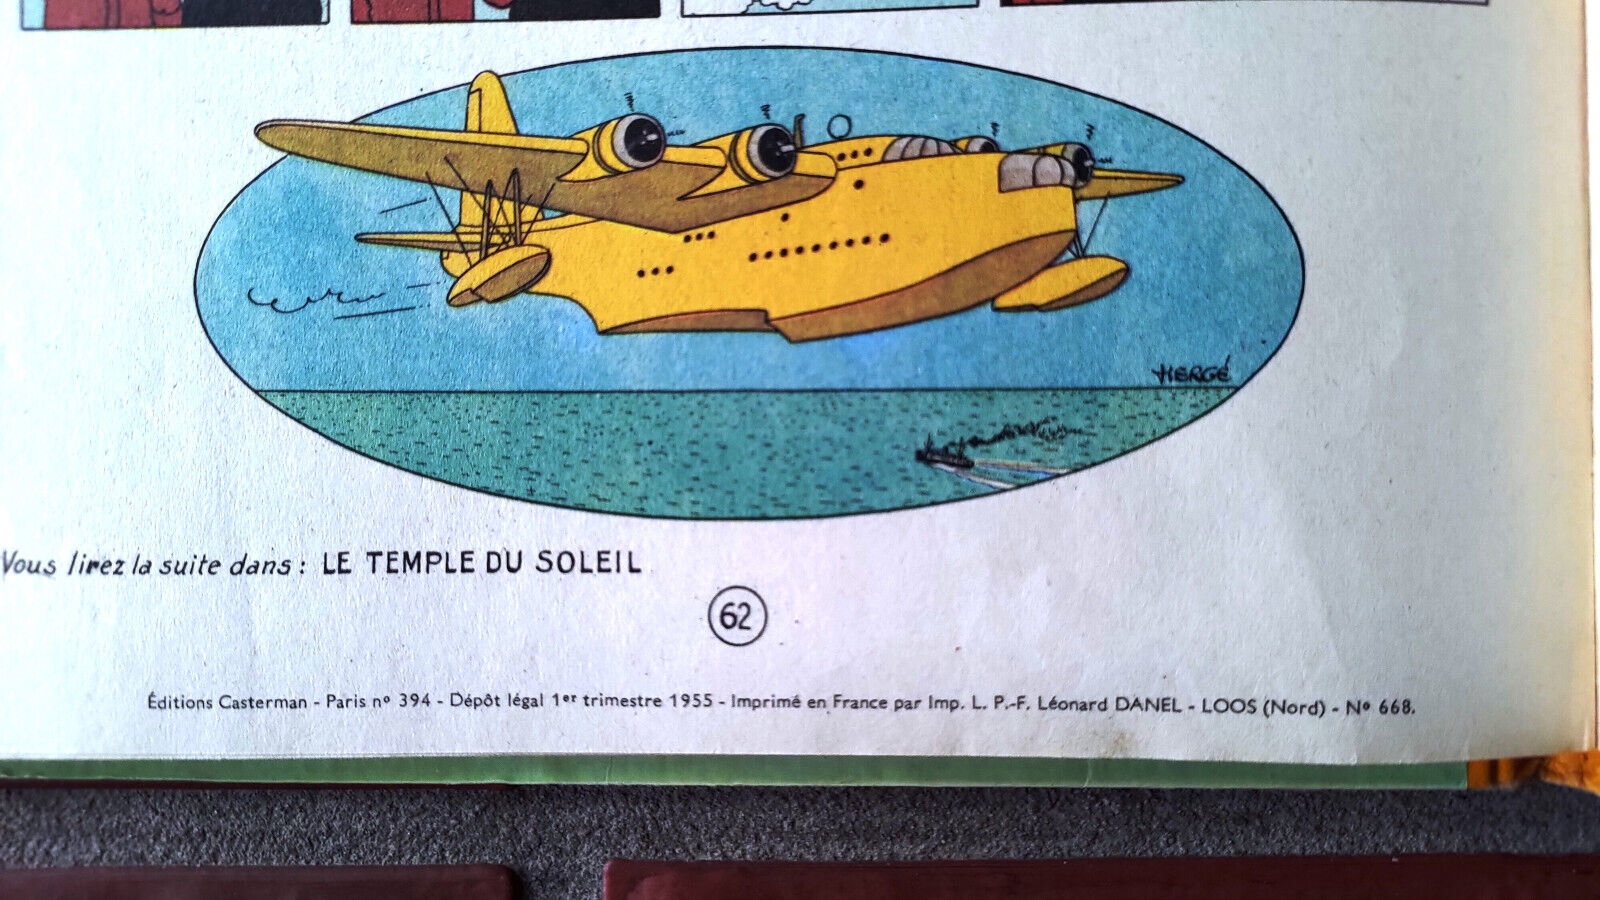 HERGÉ
Vous lirez la suite dans : LE TEMPLE DU SOLEIL
62
Éditions Casterman - Paris nº 394 - Dépôt légal 1er trimestre 1955 - Imprimé en France par Imp. L. P.-F. Léonard DANEL - LOOS (Nord) - Nº 668.